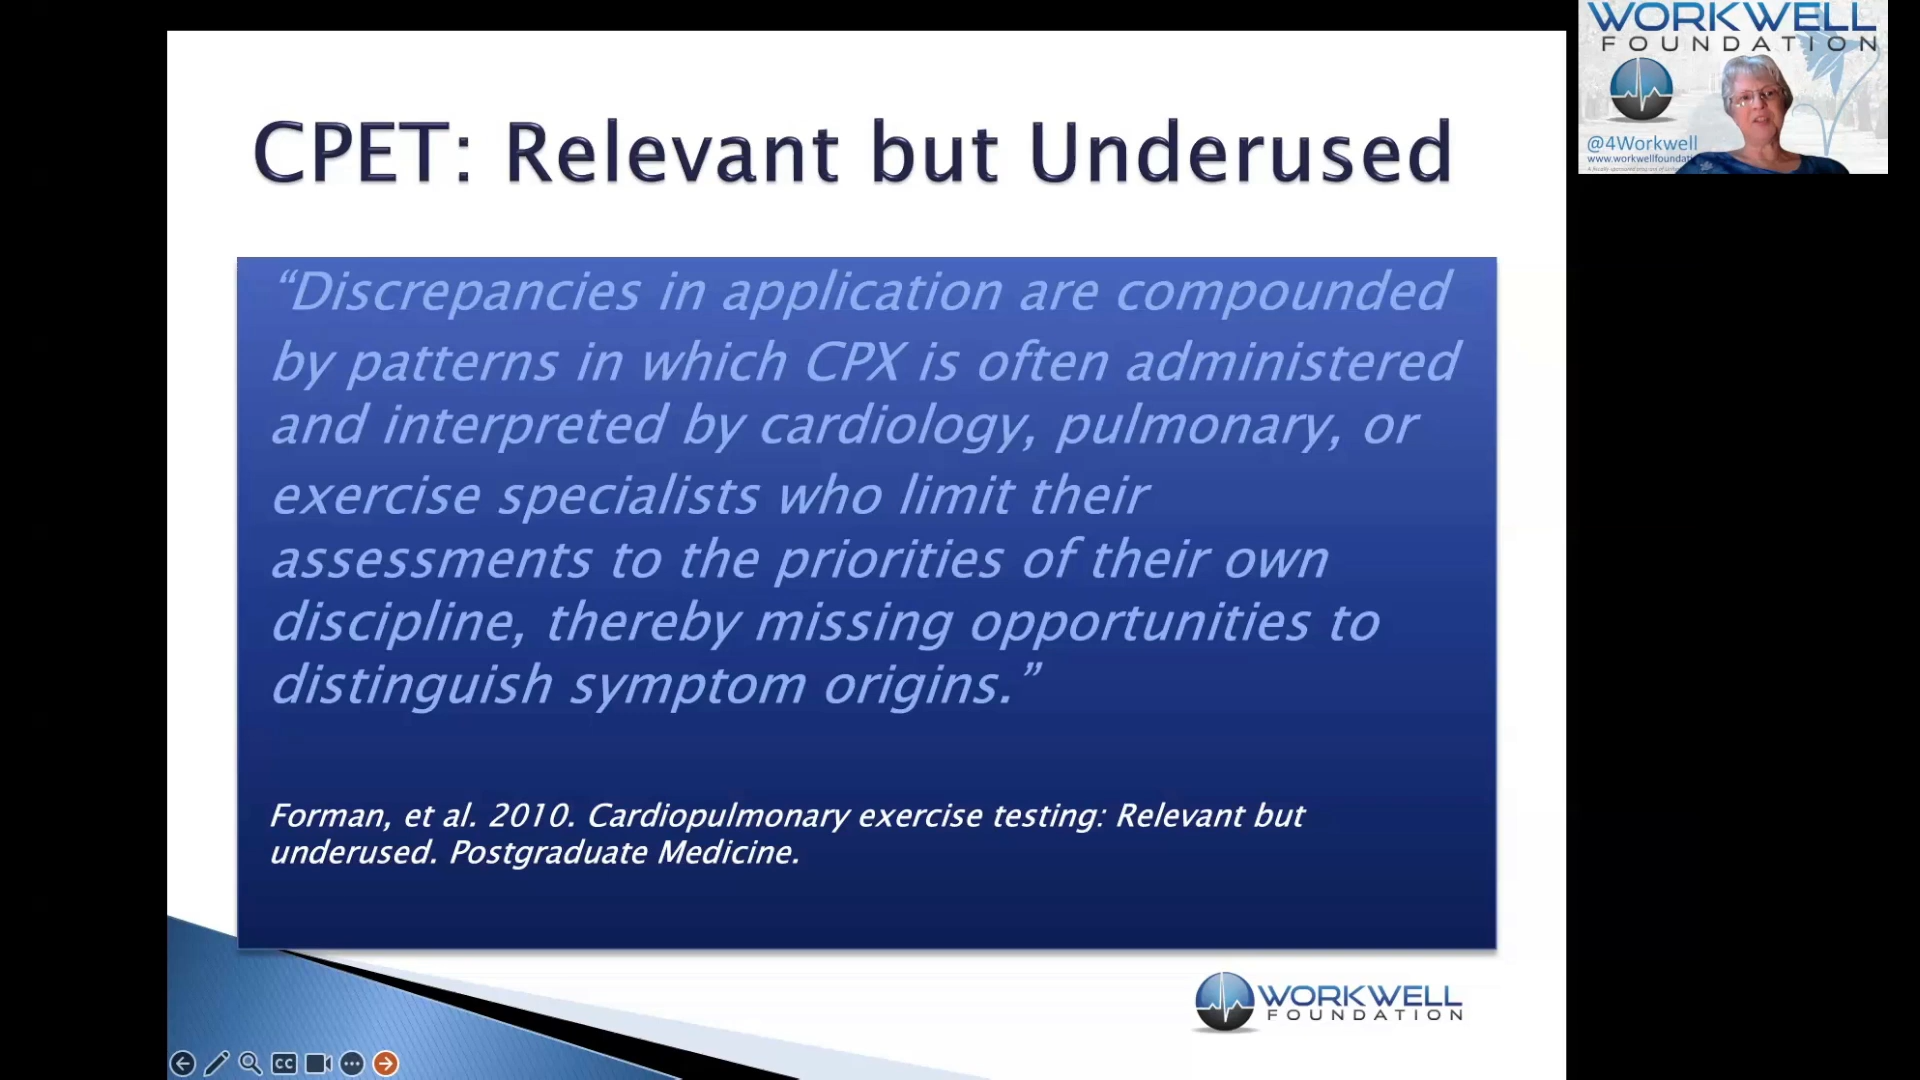 CPET: Relevant but Underused
“Discrepancies in application are compounded
by patterns in which CPX is often administered
and interpreted by cardiology, pulmonary, or
exercise specialists who limit their
assessments to the priorities of their own
discipline, thereby missing opportunities to
distinguish symptom origins.”
Forman, et al. 2010. Cardiopulmonary exercise testing: Relevant but
underused. Postgraduate Medicine.
WORKWELL
FOUNDATION
CC
WORKWELL
FOUNDATION
@4Workwell